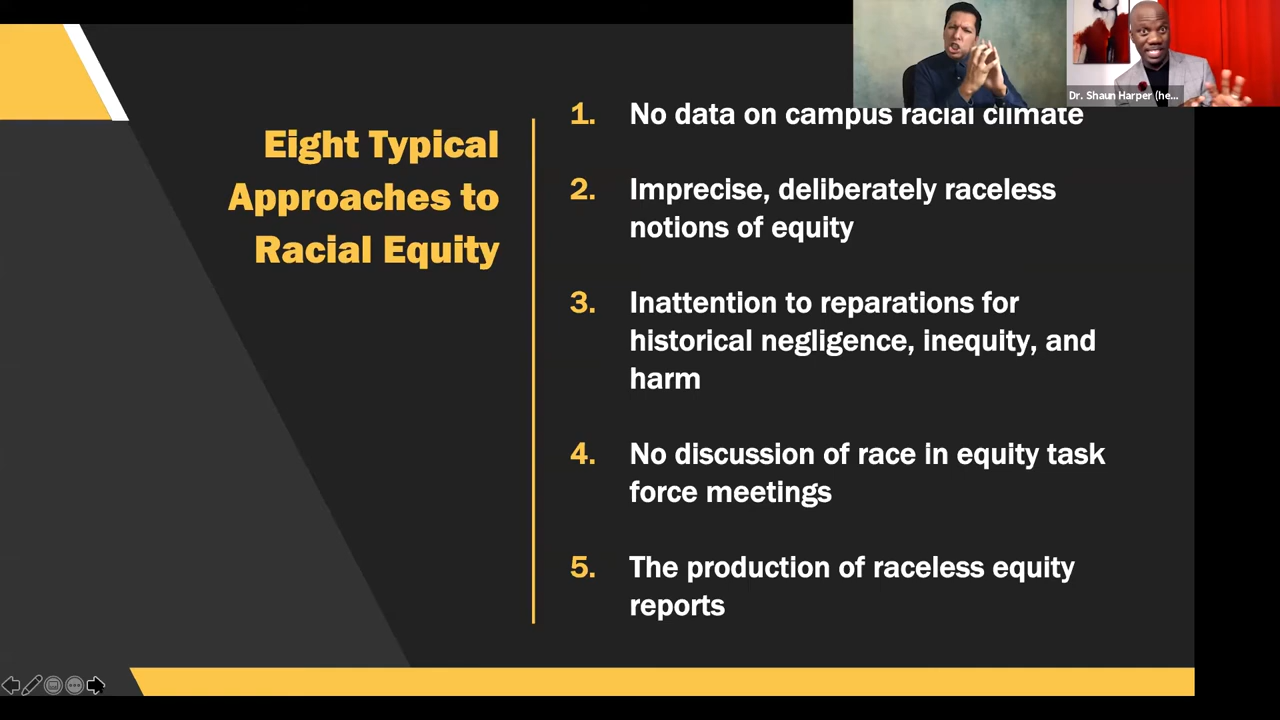 Dr. Shaun Harper (he...
Eight Typical
Approaches to
Racial Equity
1. No data on campus racial climate
2. Imprecise, deliberately raceless
notions of equity
3. Inattention to reparations for
historical negligence, inequity, and
harm
4. No discussion of race in equity task
force meetings
5. The production of raceless equity
reports